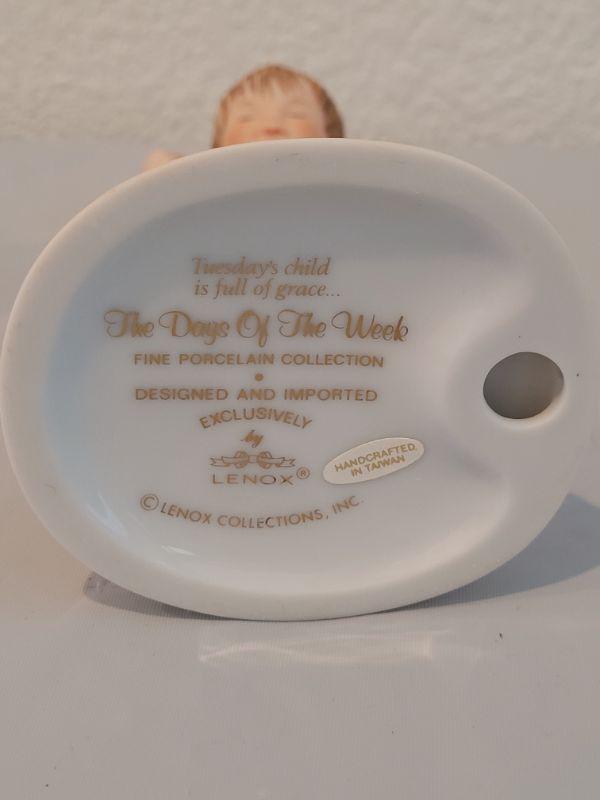 Tuesday's child
is full of grace...
The Days Of The Week
FINE PORCELAIN COLLECTION
•
DESIGNED AND IMPORTED
EXCLUSIVELY
by
LENOX®
HANDCRAFTED
IN TAIWAN
© LENOX COLLECTIONS, INC.